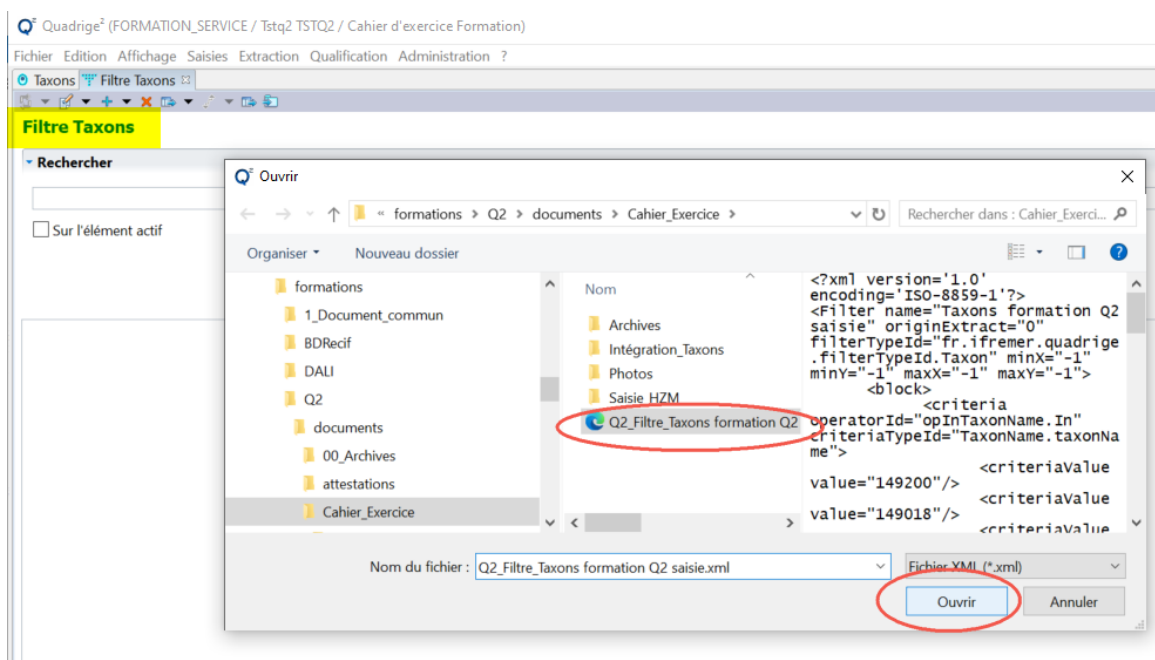 Quadrige² (FORMATION_SERVICE / Tstq2 TSTQ2 / Cahier d'exercice Formation)
Fichier Edition Affichage Saisies Extraction Qualification Administration ?
Taxons Filtre Taxons
Filtre Taxons
Rechercher
Sur l'élément actif
Q² Ouvrir
« formations > Q2 > documents > Cahier_Exercice >
Rechercher dans : Cahier_Exerci...
Organiser Nouveau dossier
formations
1_Document_commun
BDRecif
DALI
Q2
documents
00_Archives
attestations
Cahier_Exercice
Nom
Archives
Intégration_Taxons
Photos
Saisie_HZM
Q2_Filtre_Taxons formation Q2
<?xml version='1.0'
encoding='ISO-8859-1'?>
<Filter name="Taxons formation Q2
saisie" originExtract="0"
filterTypeId="fr.ifremer.quadrige
.filterTypeId.Taxon" minX="-1"
minY="-1" maxX="-1" maxY="-1">
<block>
<criteria
operatorId="opInTaxonName.In"
criteriaTypeId="TaxonName.taxonNa
me">
<criteriaValue
value="149200"/>
<criteriaValue
value="149018"/>
<criteriaValue
Nom du fichier : Q2_Filtre_Taxons formation Q2 saisie.xml
Fichier XML (*.xml)
Ouvrir Annuler